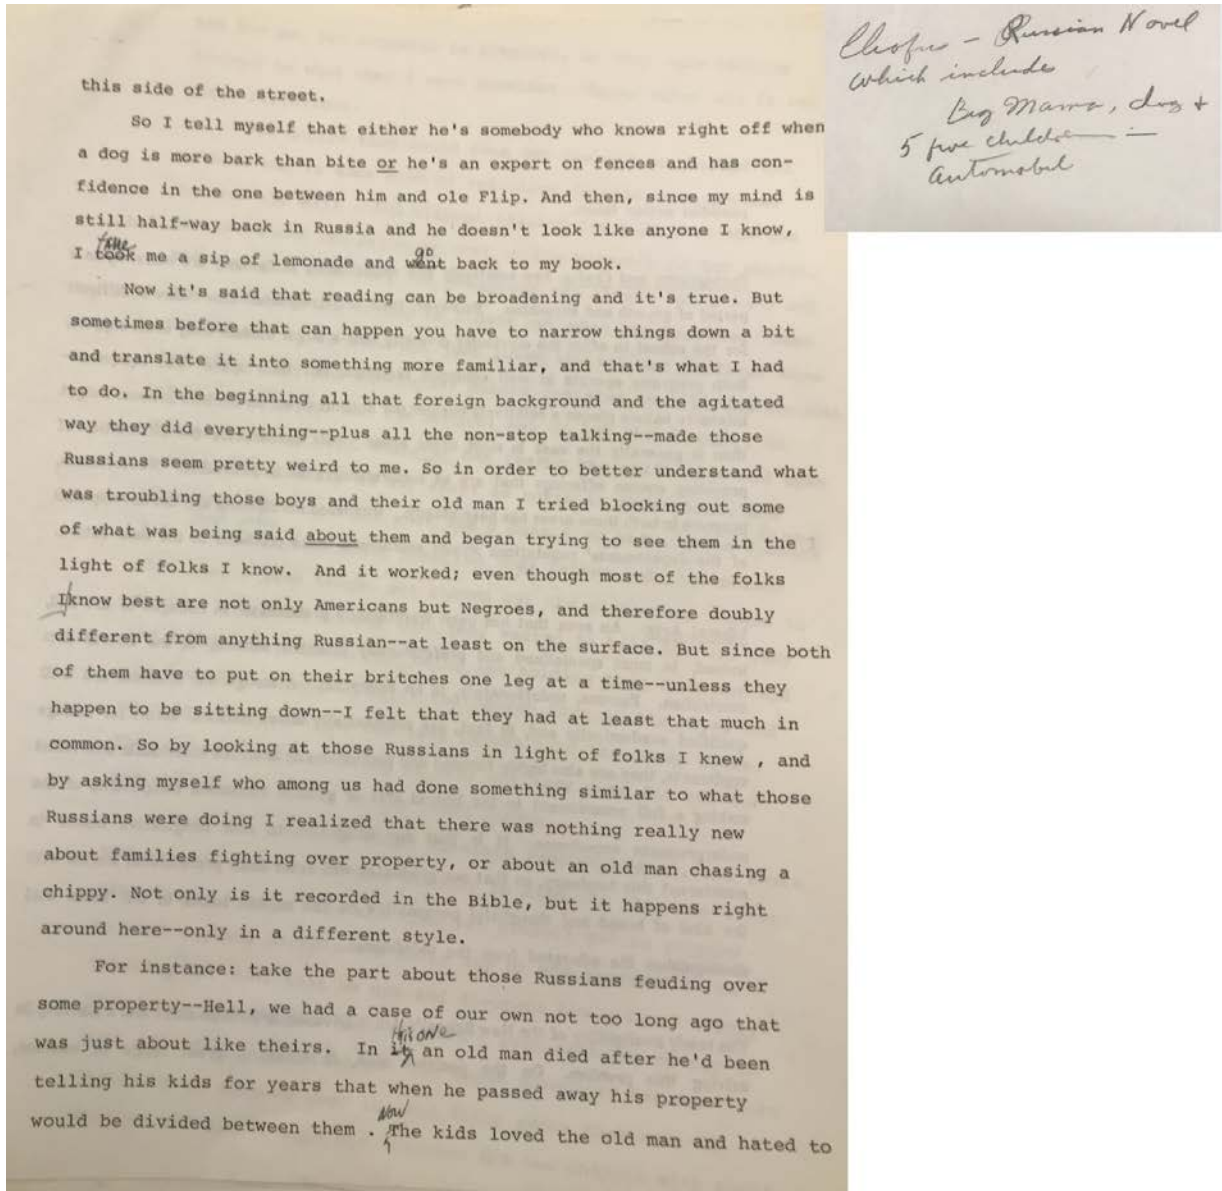 this side of the street.
So I tell myself that either he's somebody who knows right off when
a dog is more bark than bite or he's an expert on fences and has con-
fidence in the one between him and ole Flip. And then, since my mind is
still half-way back in Russia and he doesn't look like anyone I know,
take go
I took me a sip of lemonade and went back to my book.
Now it's said that reading can be broadening and it's true. But
sometimes before that can happen you have to narrow things down a bit
and translate it into something more familiar, and that's what I had
to do. In the beginning all that foreign background and the agitated
way they did everything--plus all the non-stop talking--made those
Russians seem pretty weird to me. So in order to better understand what
was troubling those boys and their old man I tried blocking out some
of what was being said about them and began trying to see them in the
light of folks I know. And it worked; even though most of the folks
I know best are not only Americans but Negroes, and therefore doubly
different from anything Russian--at least on the surface. But since both
of them have to put on their britches one leg at a time--unless they
happen to be sitting down--I felt that they had at least that much in
common. So by looking at those Russians in light of folks I knew , and
by asking myself who among us had done something similar to what those
Russians were doing I realized that there was nothing really new
about families fighting over property, or about an old man chasing a
chippy. Not only is it recorded in the Bible, but it happens right
around here--only in a different style.
For instance: take the part about those Russians feuding over
some property--Hell, we had a case of our own not too long ago that
this one
was just about like theirs. In it, an old man died after he'd been
telling his kids for years that when he passed away his property
Now
would be divided between them . The kids loved the old man and hated to
Cleofus - Russian Novel
which include
Big Mama, dog +
5 five children -
Automobil